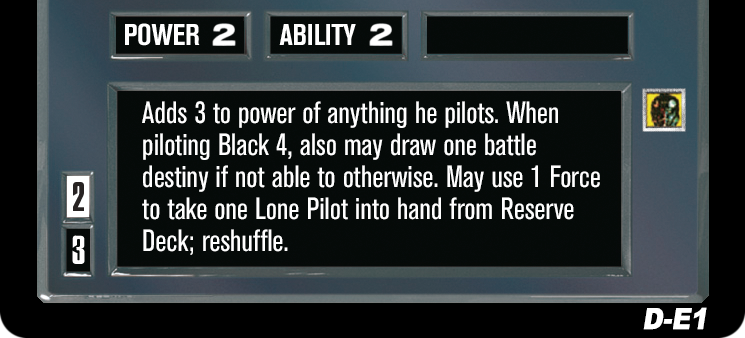 POWER 2 ABILITY 2
Adds 3 to power of anything he pilots. When
piloting Black 4, also may draw one battle
destiny if not able to otherwise. May use 1 Force
to take one Lone Pilot into hand from Reserve
Deck; reshuffle.
2
3
D-E1